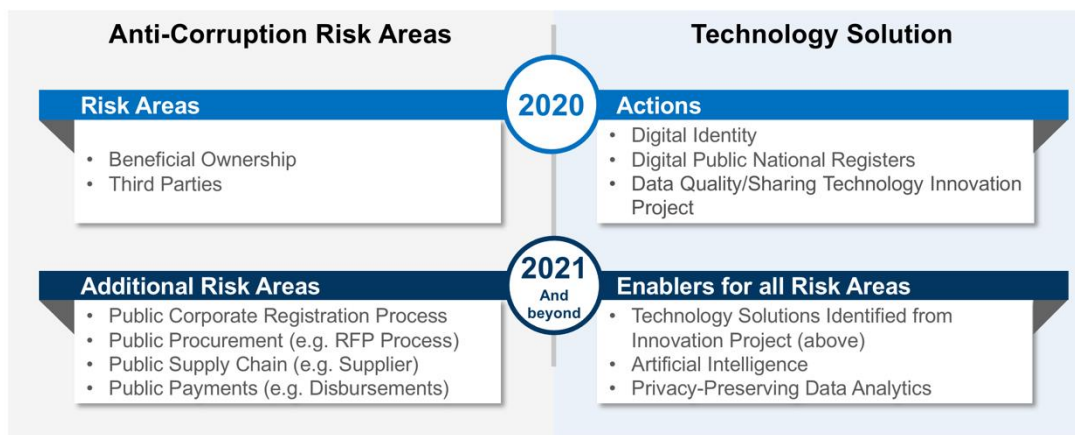 Anti-Corruption Risk Areas
Technology Solution
2020
Risk Areas
• Beneficial Ownership
• Third Parties
Actions
• Digital Identity
• Digital Public National Registers
• Data Quality/Sharing Technology Innovation
Project
2021
And
beyond
Additional Risk Areas
• Public Corporate Registration Process
• Public Procurement (e.g. RFP Process)
• Public Supply Chain (e.g. Supplier)
• Public Payments (e.g. Disbursements)
Enablers for all Risk Areas
• Technology Solutions Identified from
Innovation Project (above)
• Artificial Intelligence
• Privacy-Preserving Data Analytics